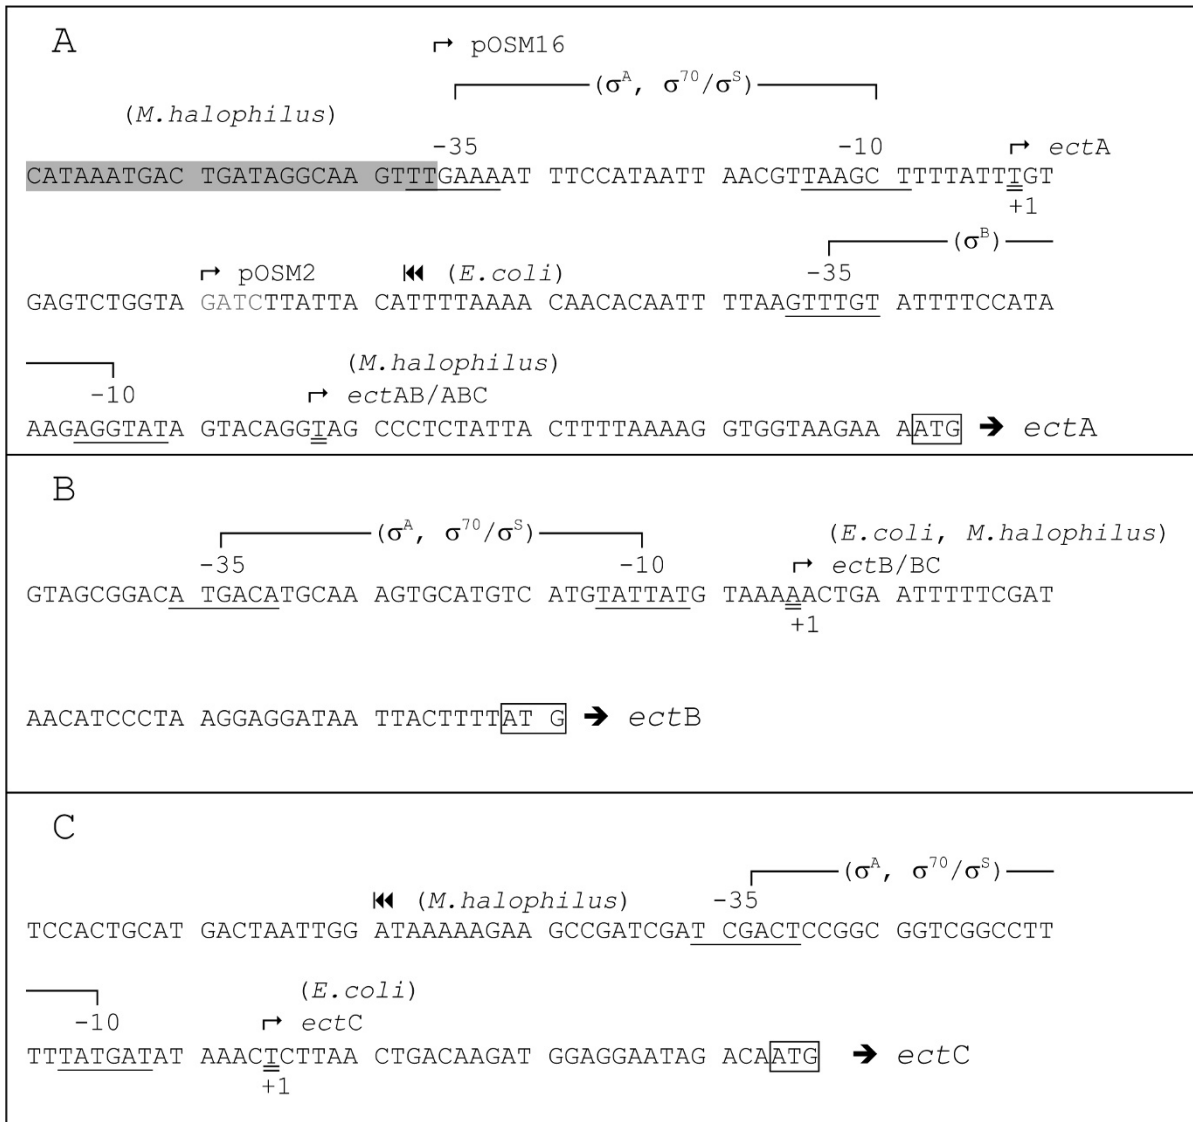 A
pOSM16
(σᴬ, σ⁷⁰/σˢ)
(M.halophilus)
-35 -10 ectA
CATAAATGAC TGATAGGCAA GTTTGAAAAT TTCCATAATT AACGTTAAGC TTTTATTTGT
+1
(σᴮ)
pOSM2 (E.coli) -35
GAGTCTGGTA GATCTTATTA CATTTTAAAA CAACACAATT TTAAGTTTGT ATTTTCCATA
(M.halophilus)
-10 ectAB/ABC
AAGAGGTATA GTACAGGTAG CCCTCTATTA CTTTTAAAAG GTGGTAAGAA AATG ➔ ectA
B
(σᴬ, σ⁷⁰/σˢ) (E.coli, M.halophilus)
-35 -10 ectB/BC
GTAGCGGACA TGACATGCAA AGTGCATGTC ATGTATTATG TAAAAACTGA ATTTTTCGAT
+1
AACATCCCTA AGGAGGATAA TTACTTTTAT G ➔ ectB
C
(σᴬ, σ⁷⁰/σˢ)
(M.halophilus) -35
TCCACTGCAT GACTAATTGG ATAAAAAGAA GCCGATCGAT CGACTCCGGC GGTCGGCCTT
(E.coli)
-10 ectC
TTTATGATAT AAACTCTTAA CTGACAAGAT GGAGGAATAG ACAATG ➔ ectC
+1